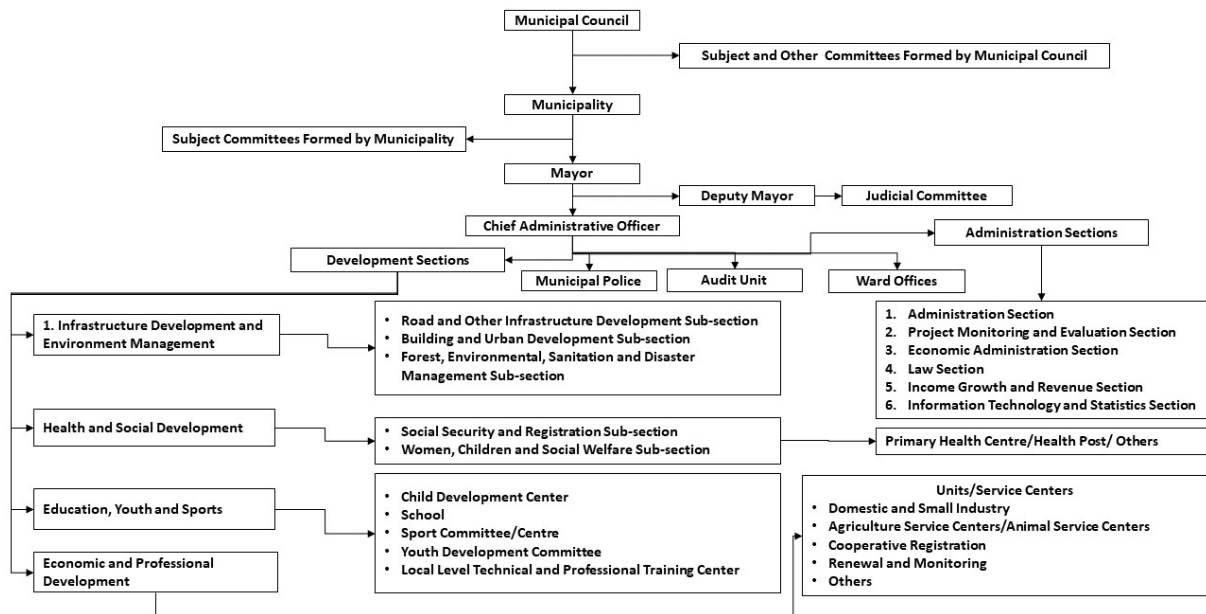 Municipal Council
Subject and Other Committees Formed by Municipal Council
Municipality
Subject Committees Formed by Municipality
Mayor
Deputy Mayor
Judicial Committee
Chief Administrative Officer
Administration Sections
Development Sections
Municipal Police
Audit Unit
Ward Offices
1. Infrastructure Development and
Environment Management
• Road and Other Infrastructure Development Sub-section
• Building and Urban Development Sub-section
• Forest, Environmental, Sanitation and Disaster
Management Sub-section
1. Administration Section
2. Project Monitoring and Evaluation Section
3. Economic Administration Section
4. Law Section
5. Income Growth and Revenue Section
6. Information Technology and Statistics Section
Health and Social Development
• Social Security and Registration Sub-section
• Women, Children and Social Welfare Sub-section
Primary Health Centre/Health Post/ Others
Education, Youth and Sports
• Child Development Center
• School
• Sport Committee/Centre
• Youth Development Committee
• Local Level Technical and Professional Training Center
Units/Service Centers
• Domestic and Small Industry
• Agriculture Service Centers/Animal Service Centers
• Cooperative Registration
• Renewal and Monitoring
• Others
Economic and Professional
Development